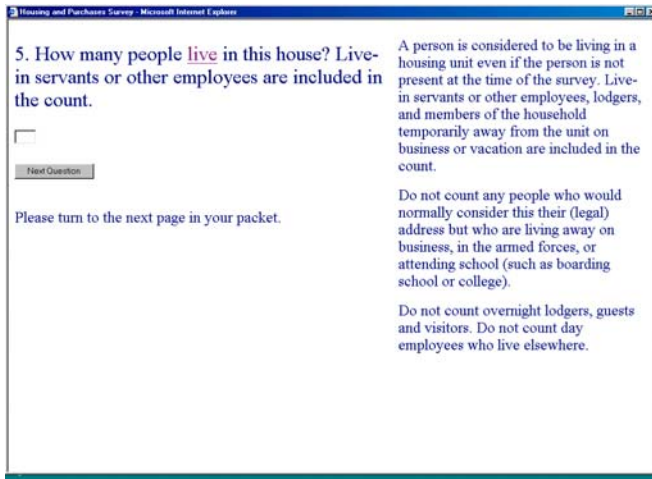 Housing and Purchases Survey - Microsoft Internet Explorer
5. How many people live in this house? Live-
in servants or other employees are included in
the count.
Next Question
Please turn to the next page in your packet.
A person is considered to be living in a
housing unit even if the person is not
present at the time of the survey. Live-
in servants or other employees, lodgers,
and members of the household
temporarily away from the unit on
business or vacation are included in the
count.
Do not count any people who would
normally consider this their (legal)
address but who are living away on
business, in the armed forces, or
attending school (such as boarding
school or college).
Do not count overnight lodgers, guests
and visitors. Do not count day
employees who live elsewhere.